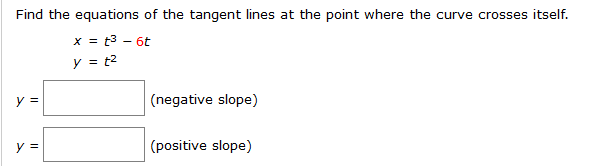 Find the equations of the tangent lines at the point where the curve crosses itself.
x = t³ – 6t
y = t²
y = (negative slope)
y = (positive slope)